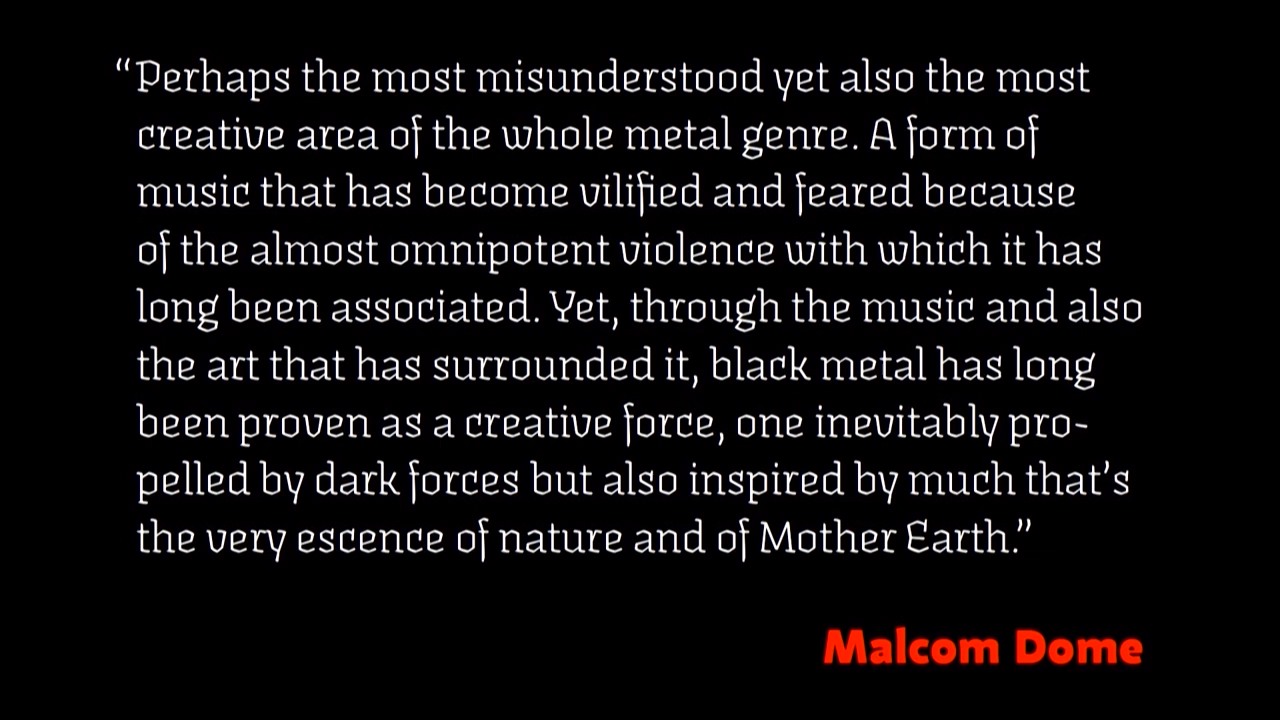 “Perhaps the most misunderstood yet also the most
creative area of the whole metal genre. A form of
music that has become vilified and feared because
of the almost omnipotent violence with which it has
long been associated. Yet, through the music and also
the art that has surrounded it, black metal has long
been proven as a creative force, one inevitably pro-
pelled by dark forces but also inspired by much that’s
the very escence of nature and of Mother Earth.”
Malcom Dome